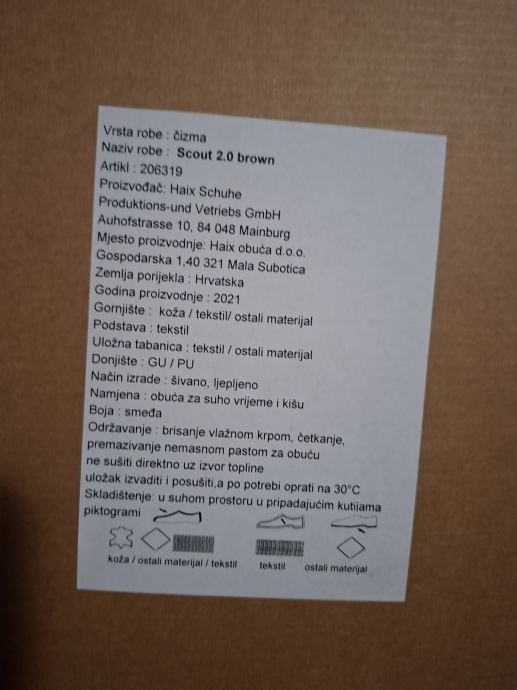 Vrsta robe : čizma
Naziv robe : Scout 2.0 brown
Artikl : 206319
Proizvođač: Haix Schuhe
Produktions-und Vetriebs GmbH
Auhofstrasse 10, 84 048 Mainburg
Mjesto proizvodnje: Haix obuća d.o.o.
Gospodarska 1,40 321 Mala Subotica
Zemlja porijekla : Hrvatska
Godina proizvodnje : 2021
Gornjište : koža / tekstil/ ostali materijal
Podstava : tekstil
Uložna tabanica : tekstil / ostali materijal
Donjište : GU / PU
Način izrade : šivano, ljepljeno
Namjena : obuća za suho vrijeme i kišu
Boja : smeđa
Održavanje : brisanje vlažnom krpom, četkanje,
premazivanje nemasnom pastom za obuću
ne sušiti direktno uz izvor topline
uložak izvaditi i posušiti,a po potrebi oprati na 30°C
Skladištenje: u suhom prostoru u pripadajućim kutijama
piktogrami
koža / ostali materijal / tekstil tekstil ostali materijal